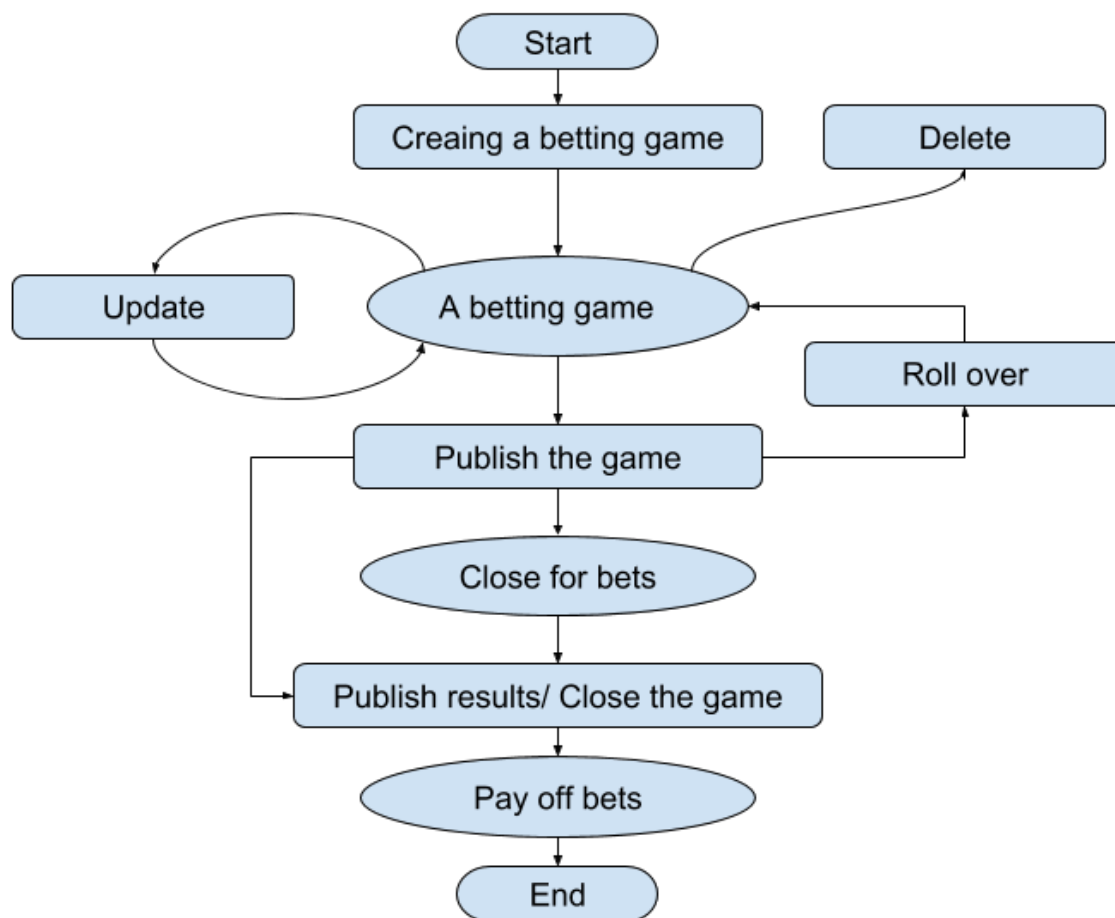 Start
Creaing a betting game
Delete
Update
A betting game
Roll over
Publish the game
Close for bets
Publish results/ Close the game
Pay off bets
End